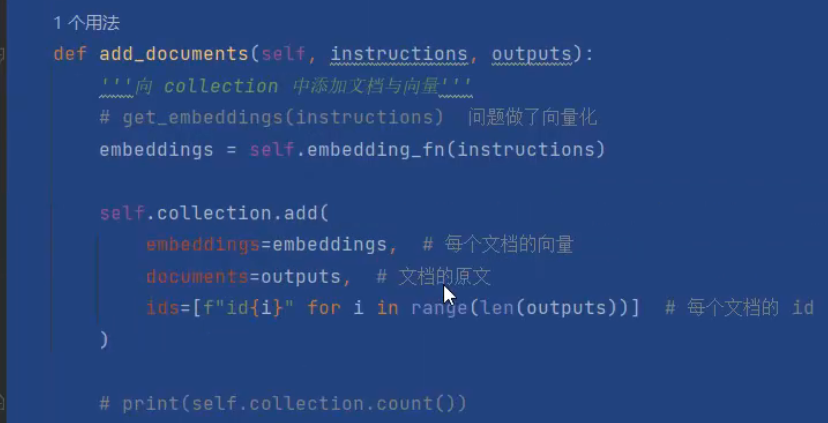 1 个用法
def add_documents(self, instructions, outputs):
'''向 collection 中添加文档与向量'''
# get_embeddings(instructions)  问题做了向量化
embeddings = self.embedding_fn(instructions)
self.collection.add(
embeddings=embeddings,  # 每个文档的向量
documents=outputs,  # 文档的原文
ids=[f"id{i}" for i in range(len(outputs))]  # 每个文档的 id
)
# print(self.collection.count())